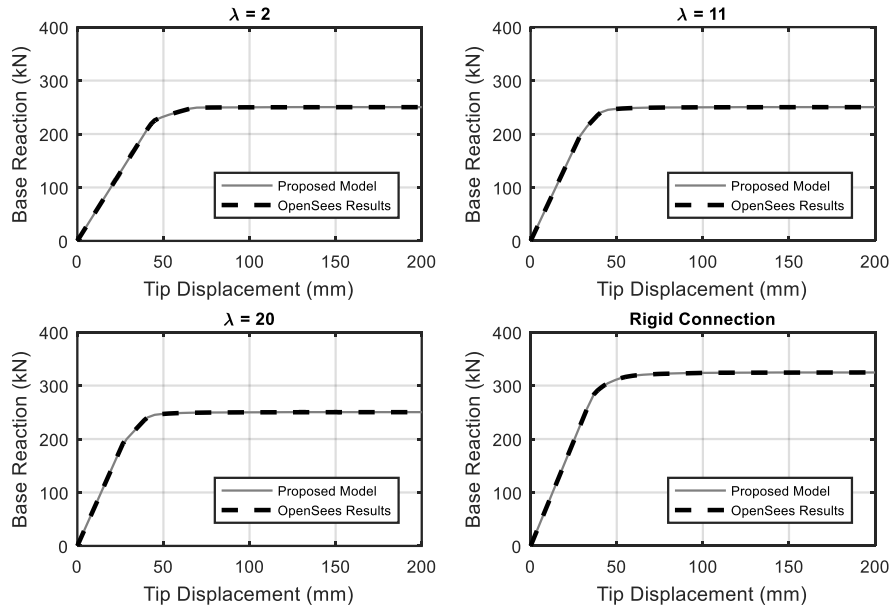 λ = 2
400
300
200
100
0
Base Reaction (kN)
Proposed Model
OpenSees Results
0 50 100 150 200
Tip Displacement (mm)
λ = 11
400
300
200
100
0
Base Reaction (kN)
Proposed Model
OpenSees Results
0 50 100 150 200
Tip Displacement (mm)
λ = 20
400
300
200
100
0
Base Reaction (kN)
Proposed Model
OpenSees Results
0 50 100 150 200
Tip Displacement (mm)
Rigid Connection
400
300
200
100
0
Base Reaction (kN)
Proposed Model
OpenSees Results
0 50 100 150 200
Tip Displacement (mm)